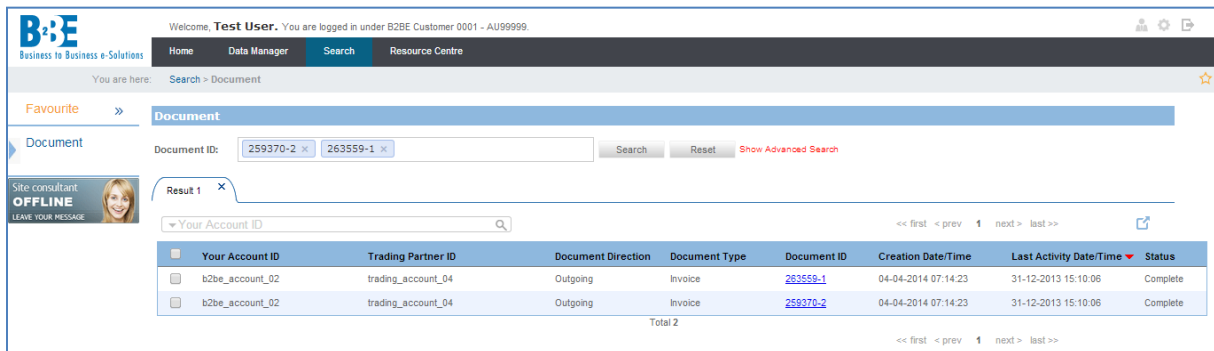 B2BE
Business to Business e-Solutions
Welcome, Test User. You are logged in under B2BE Customer 0001 - AU99999.
Home Data Manager Search Resource Centre
You are here: Search > Document
Favourite »
Document
Site consultant
OFFLINE
LEAVE YOUR MESSAGE
Document
Document ID: 259370-2 × 263559-1 × Search Reset Show Advanced Search
Result 1 X
Your Account ID
<< first < prev 1 next > last >>
Your Account ID Trading Partner ID Document Direction Document Type Document ID Creation Date/Time Last Activity Date/Time Status
b2be_account_02 trading_account_04 Outgoing Invoice 263559-1 04-04-2014 07:14:23 31-12-2013 15:10:06 Complete
b2be_account_02 trading_account_04 Outgoing Invoice 259370-2 04-04-2014 07:14:23 31-12-2013 15:10:06 Complete
Total 2
<< first < prev 1 next > last >>